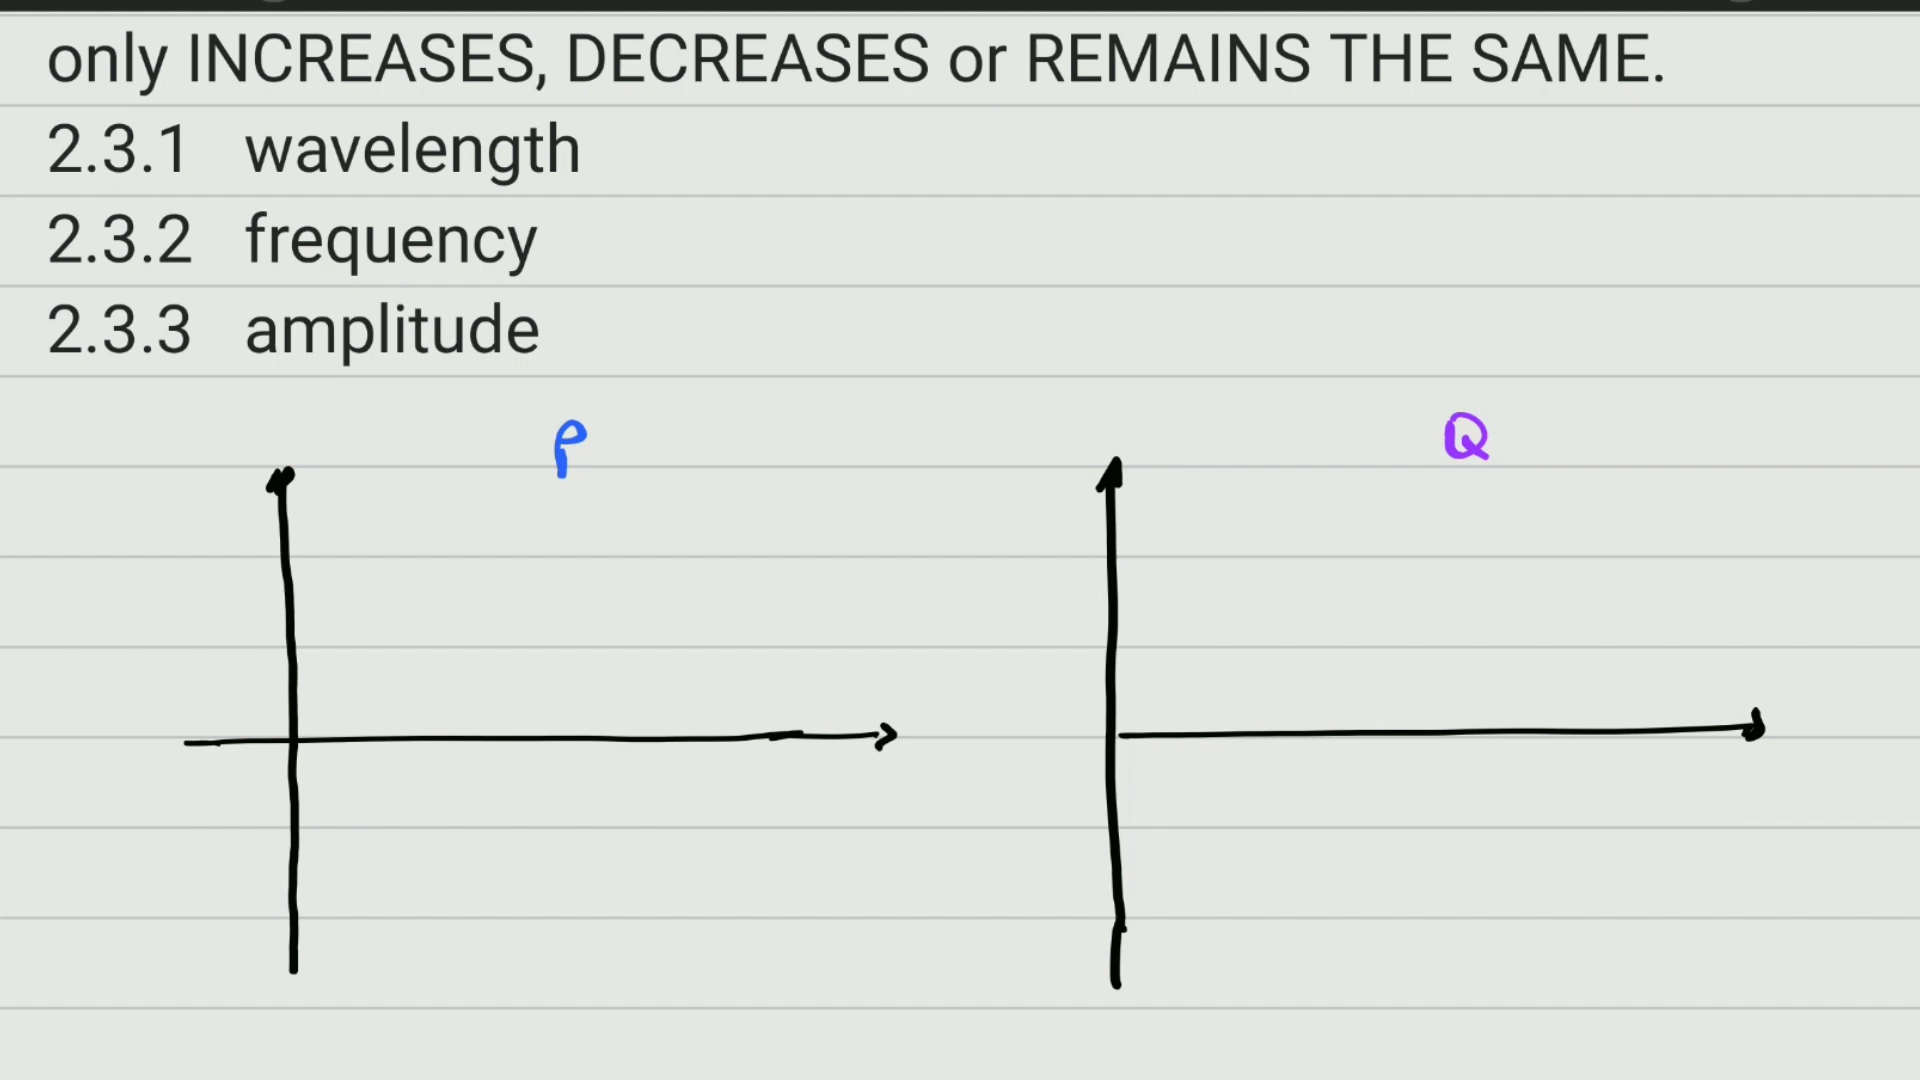 only INCREASES, DECREASES or REMAINS THE SAME.
2.3.1 wavelength
2.3.2 frequency
2.3.3 amplitude
P Q